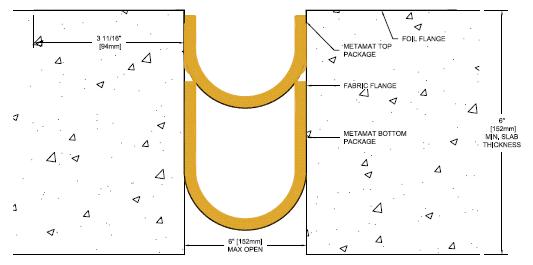 3 11/16"
[94mm]
FOIL FLANGE
METAMAT TOP
PACKAGE
FABRIC FLANGE
6"
[152mm]
MIN. SLAB
THICKNESS
METAMAT BOTTOM
PACKAGE
6" [152mm]
MAX OPEN